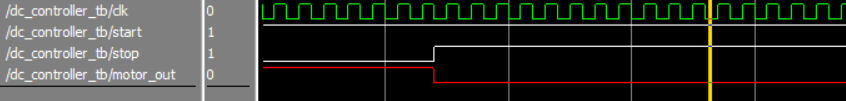 /dc_controller_tb/clk 0
/dc_controller_tb/start 1
/dc_controller_tb/stop 1
/dc_controller_tb/motor_out 0